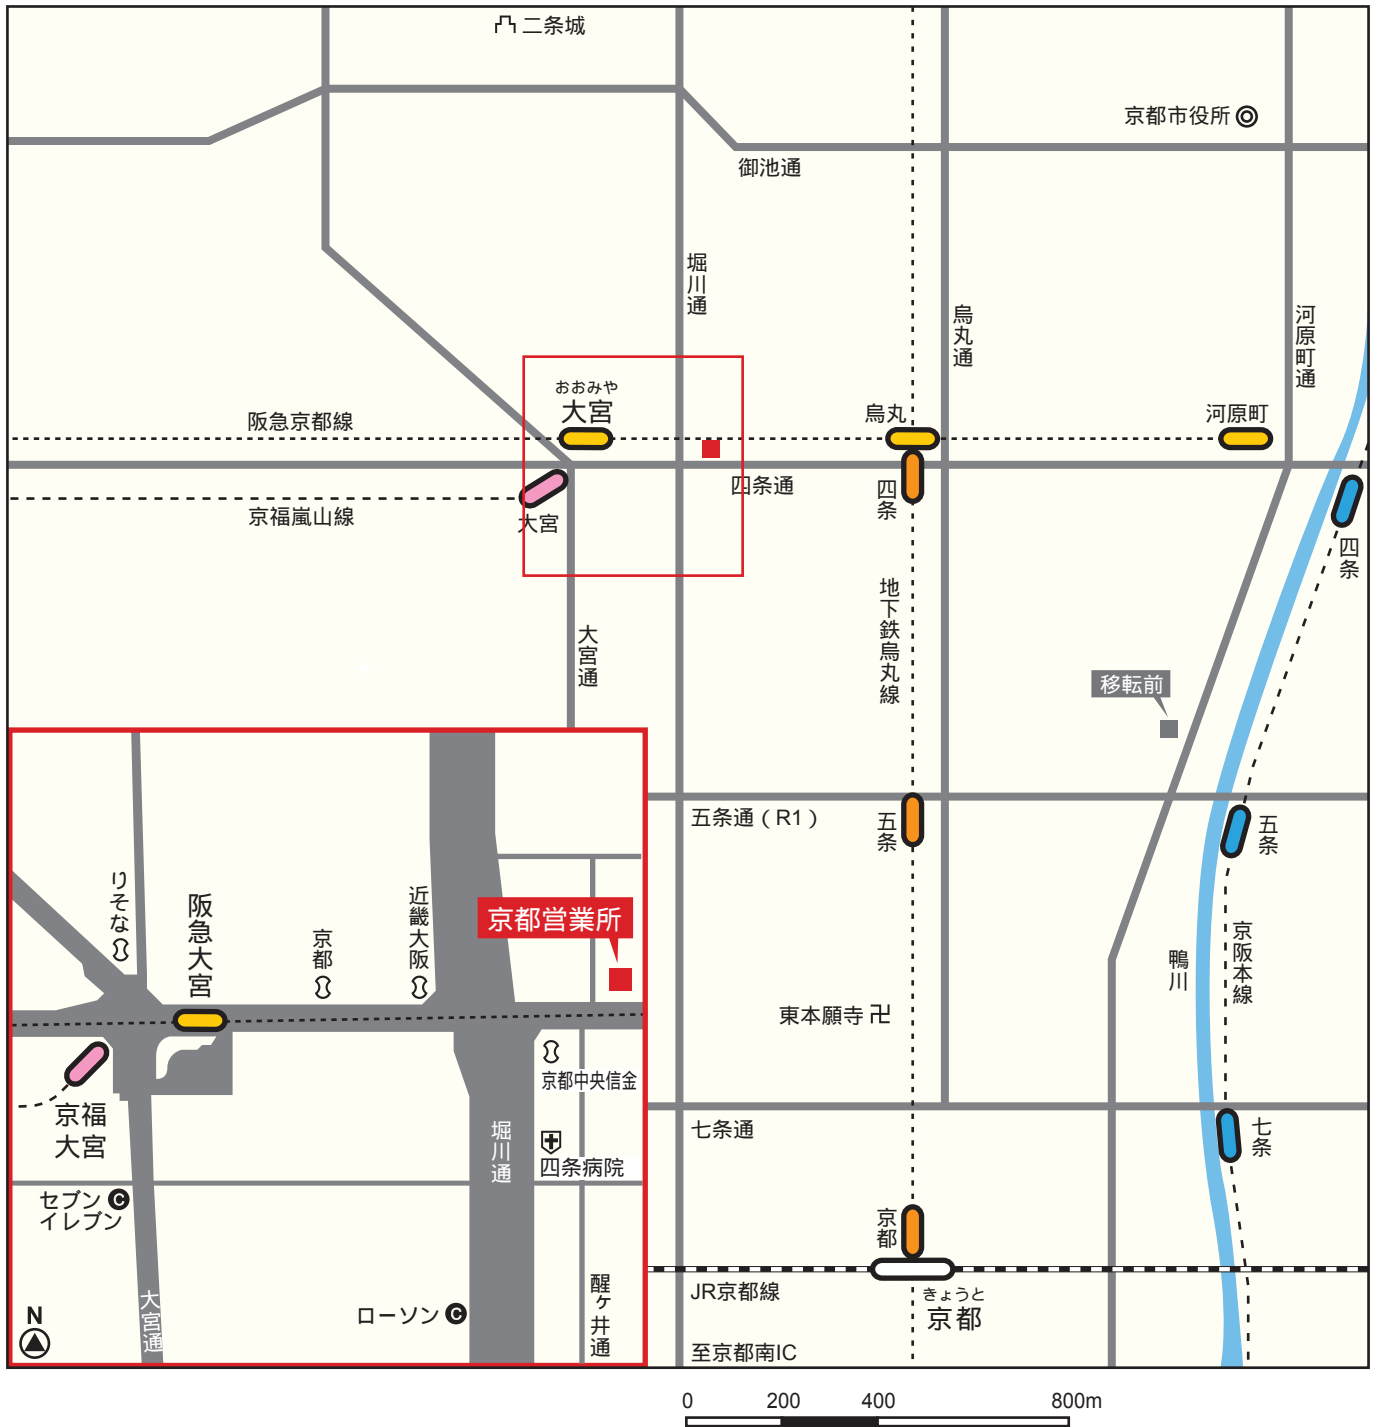 二条城
京都市役所
御池通
堀川通
烏丸通
河原町通
おおみや
大宮
烏丸
河原町
阪急京都線
四条通
四条
京福嵐山線
大宮
四条
地下鉄烏丸線
大宮通
移転前
五条通（R1）
五条
五条
鴨川
京阪本線
東本願寺
七条通
七条
京都
JR京都線
きょうと
京都
至京都南IC
りそな
阪急大宮
京都
近畿大阪
京都営業所
京都中央信金
京福
大宮
堀川通
四条病院
セブン
イレブン
大宮通
ローソン
醒ヶ井通
N
0 200 400 800m